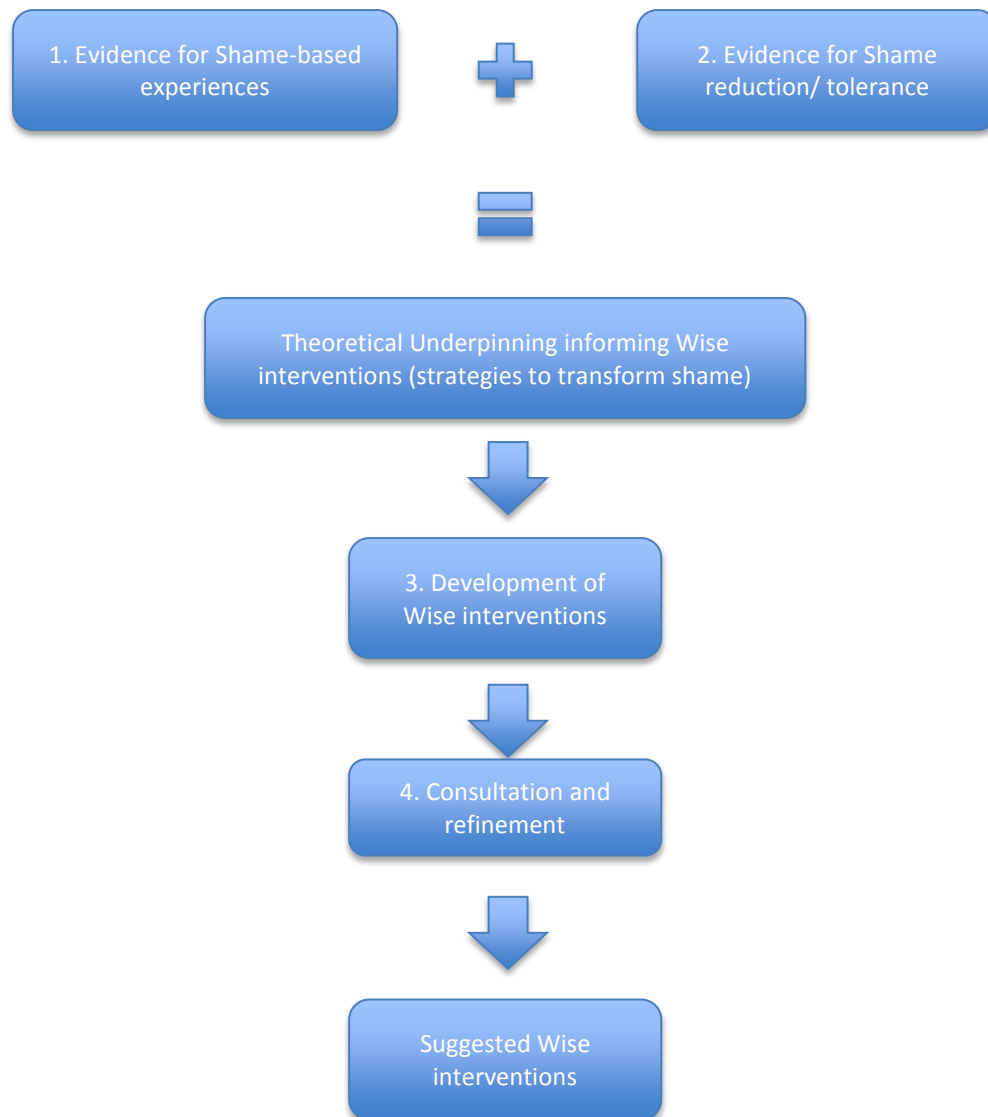 1. Evidence for Shame-based
experiences
2. Evidence for Shame
reduction/ tolerance
Theoretical Underpinning informing Wise
interventions (strategies to transform shame)
3. Development of
Wise interventions
4. Consultation and
refinement
Suggested Wise
interventions